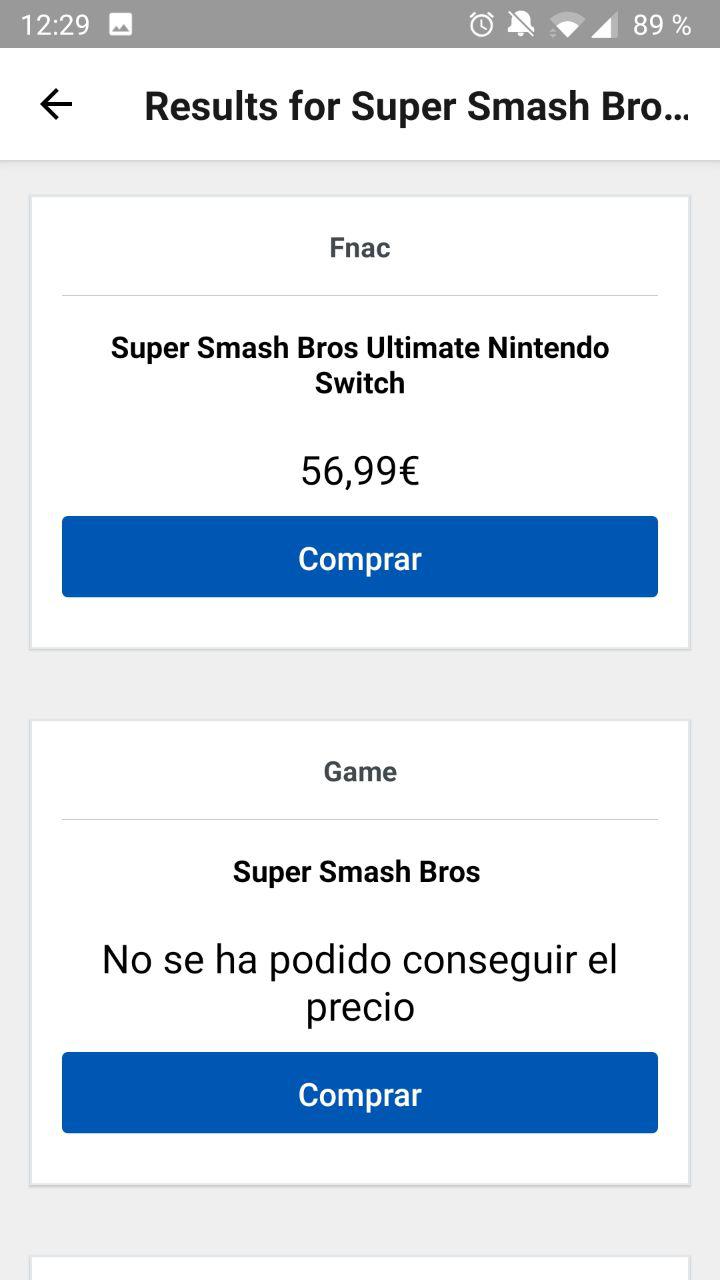 12:29 89 %
Results for Super Smash Bro...
Fnac
Super Smash Bros Ultimate Nintendo
Switch
56,99€
Comprar
Game
Super Smash Bros
No se ha podido conseguir el
precio
Comprar